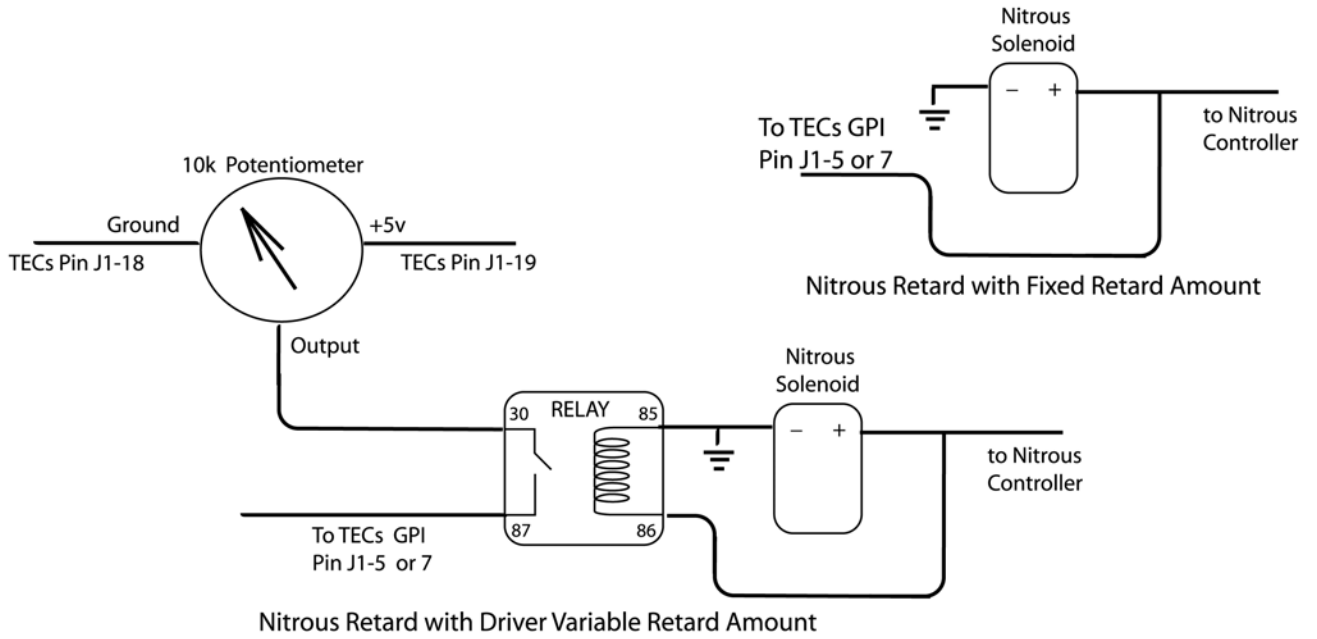 Nitrous
Solenoid
− +
to Nitrous
Controller
To TECs GPI
Pin J1-5 or 7
Nitrous Retard with Fixed Retard Amount
10k Potentiometer
Ground
+5v
TECs Pin J1-18
TECs Pin J1-19
Output
Nitrous
Solenoid
− +
to Nitrous
Controller
30 RELAY 85
87 86
To TECs GPI
Pin J1-5 or 7
Nitrous Retard with Driver Variable Retard Amount